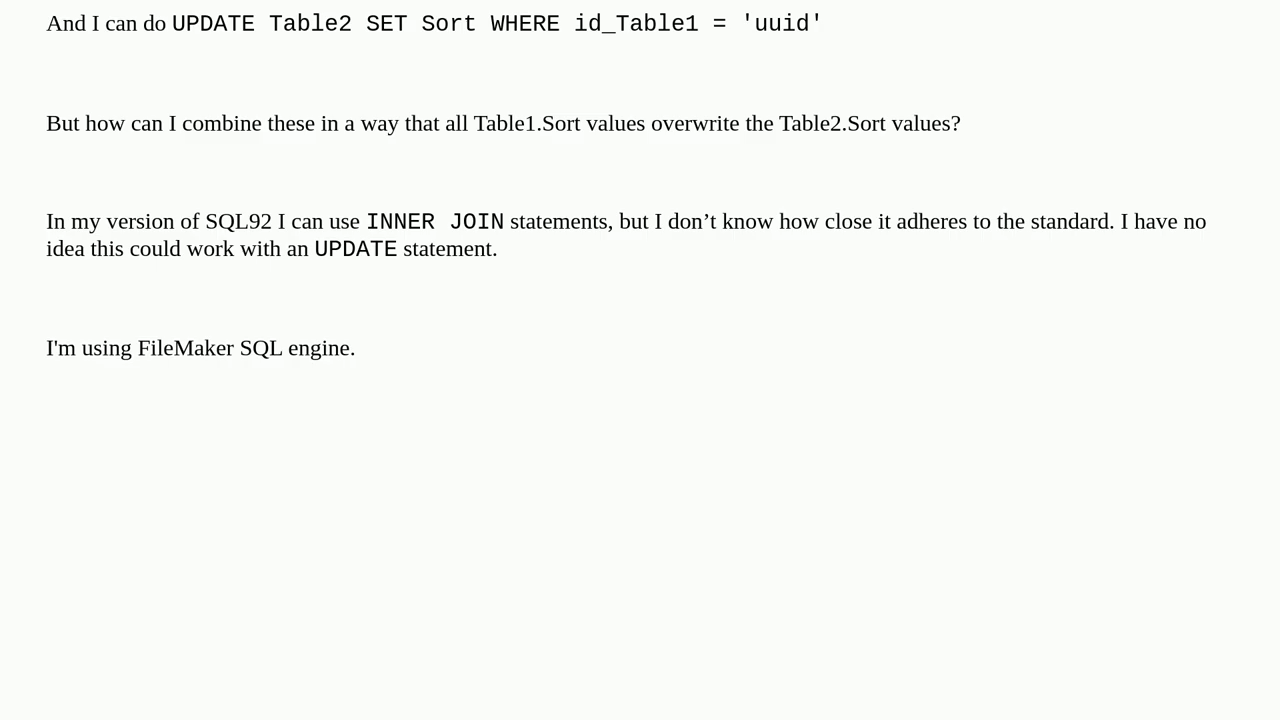 And I can do UPDATE Table2 SET Sort WHERE id_Table1 = 'uuid'
But how can I combine these in a way that all Table1.Sort values overwrite the Table2.Sort values?
In my version of SQL92 I can use INNER JOIN statements, but I don’t know how close it adheres to the standard. I have no
idea this could work with an UPDATE statement.
I'm using FileMaker SQL engine.